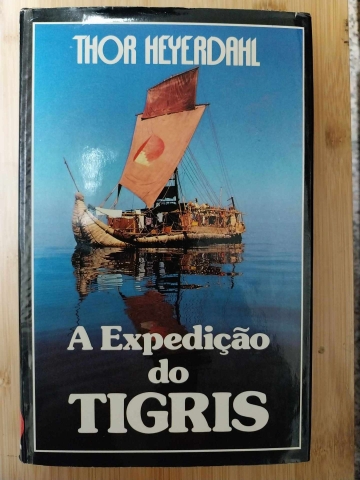 THOR HEYERDAHL
A Expedição
do
TIGRIS